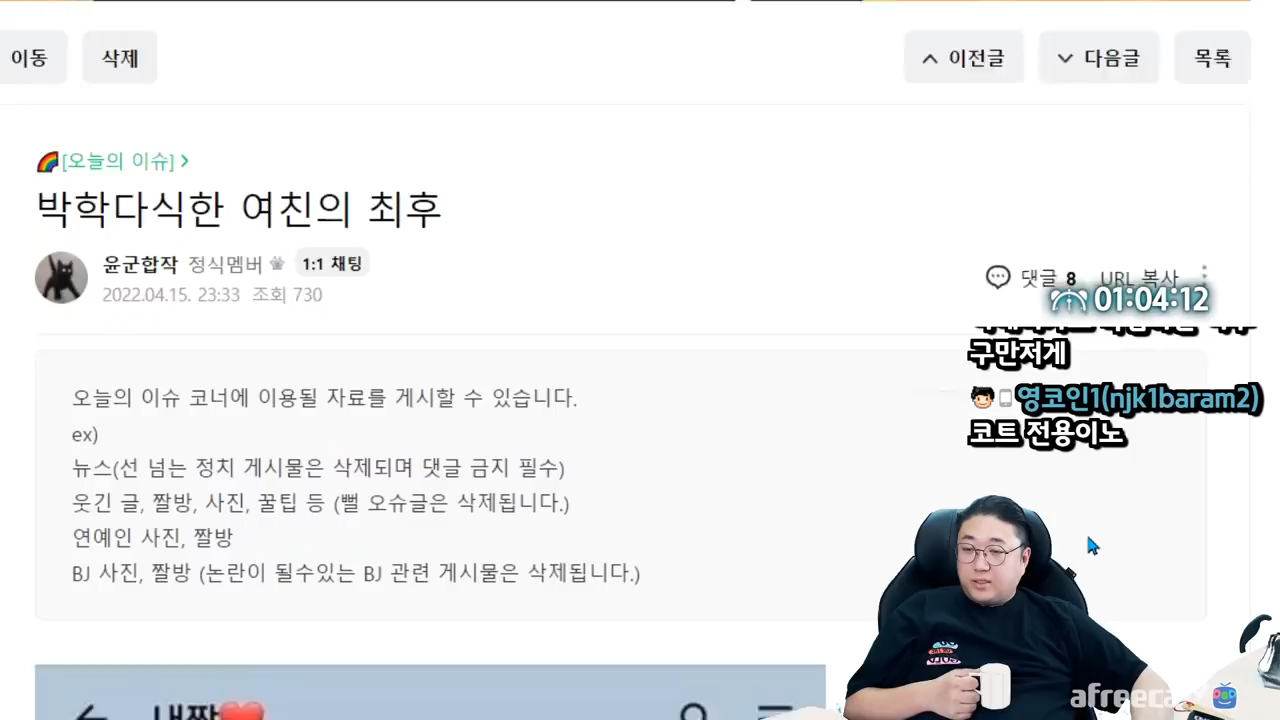 이동
삭제
이전글
다음글
목록
[오늘의 이슈]
박학다식한 여친의 최후
윤군합작 정식멤버 1:1 채팅
2022.04.15. 23:33 조회 730
댓글 8 URL 복사
01:04:12
구만저게
영코인1(njk1baram2)
코트 전용이노
오늘의 이슈 코너에 이용될 자료를 게시할 수 있습니다.
ex)
뉴스(선 넘는 정치 게시물은 삭제되며 댓글 금지 필수)
웃긴 글, 짤방, 사진, 꿀팁 등 (뻘 오슈글은 삭제됩니다.)
연예인 사진, 짤방
BJ 사진, 짤방 (논란이 될수있는 BJ 관련 게시물은 삭제됩니다.)
내짝